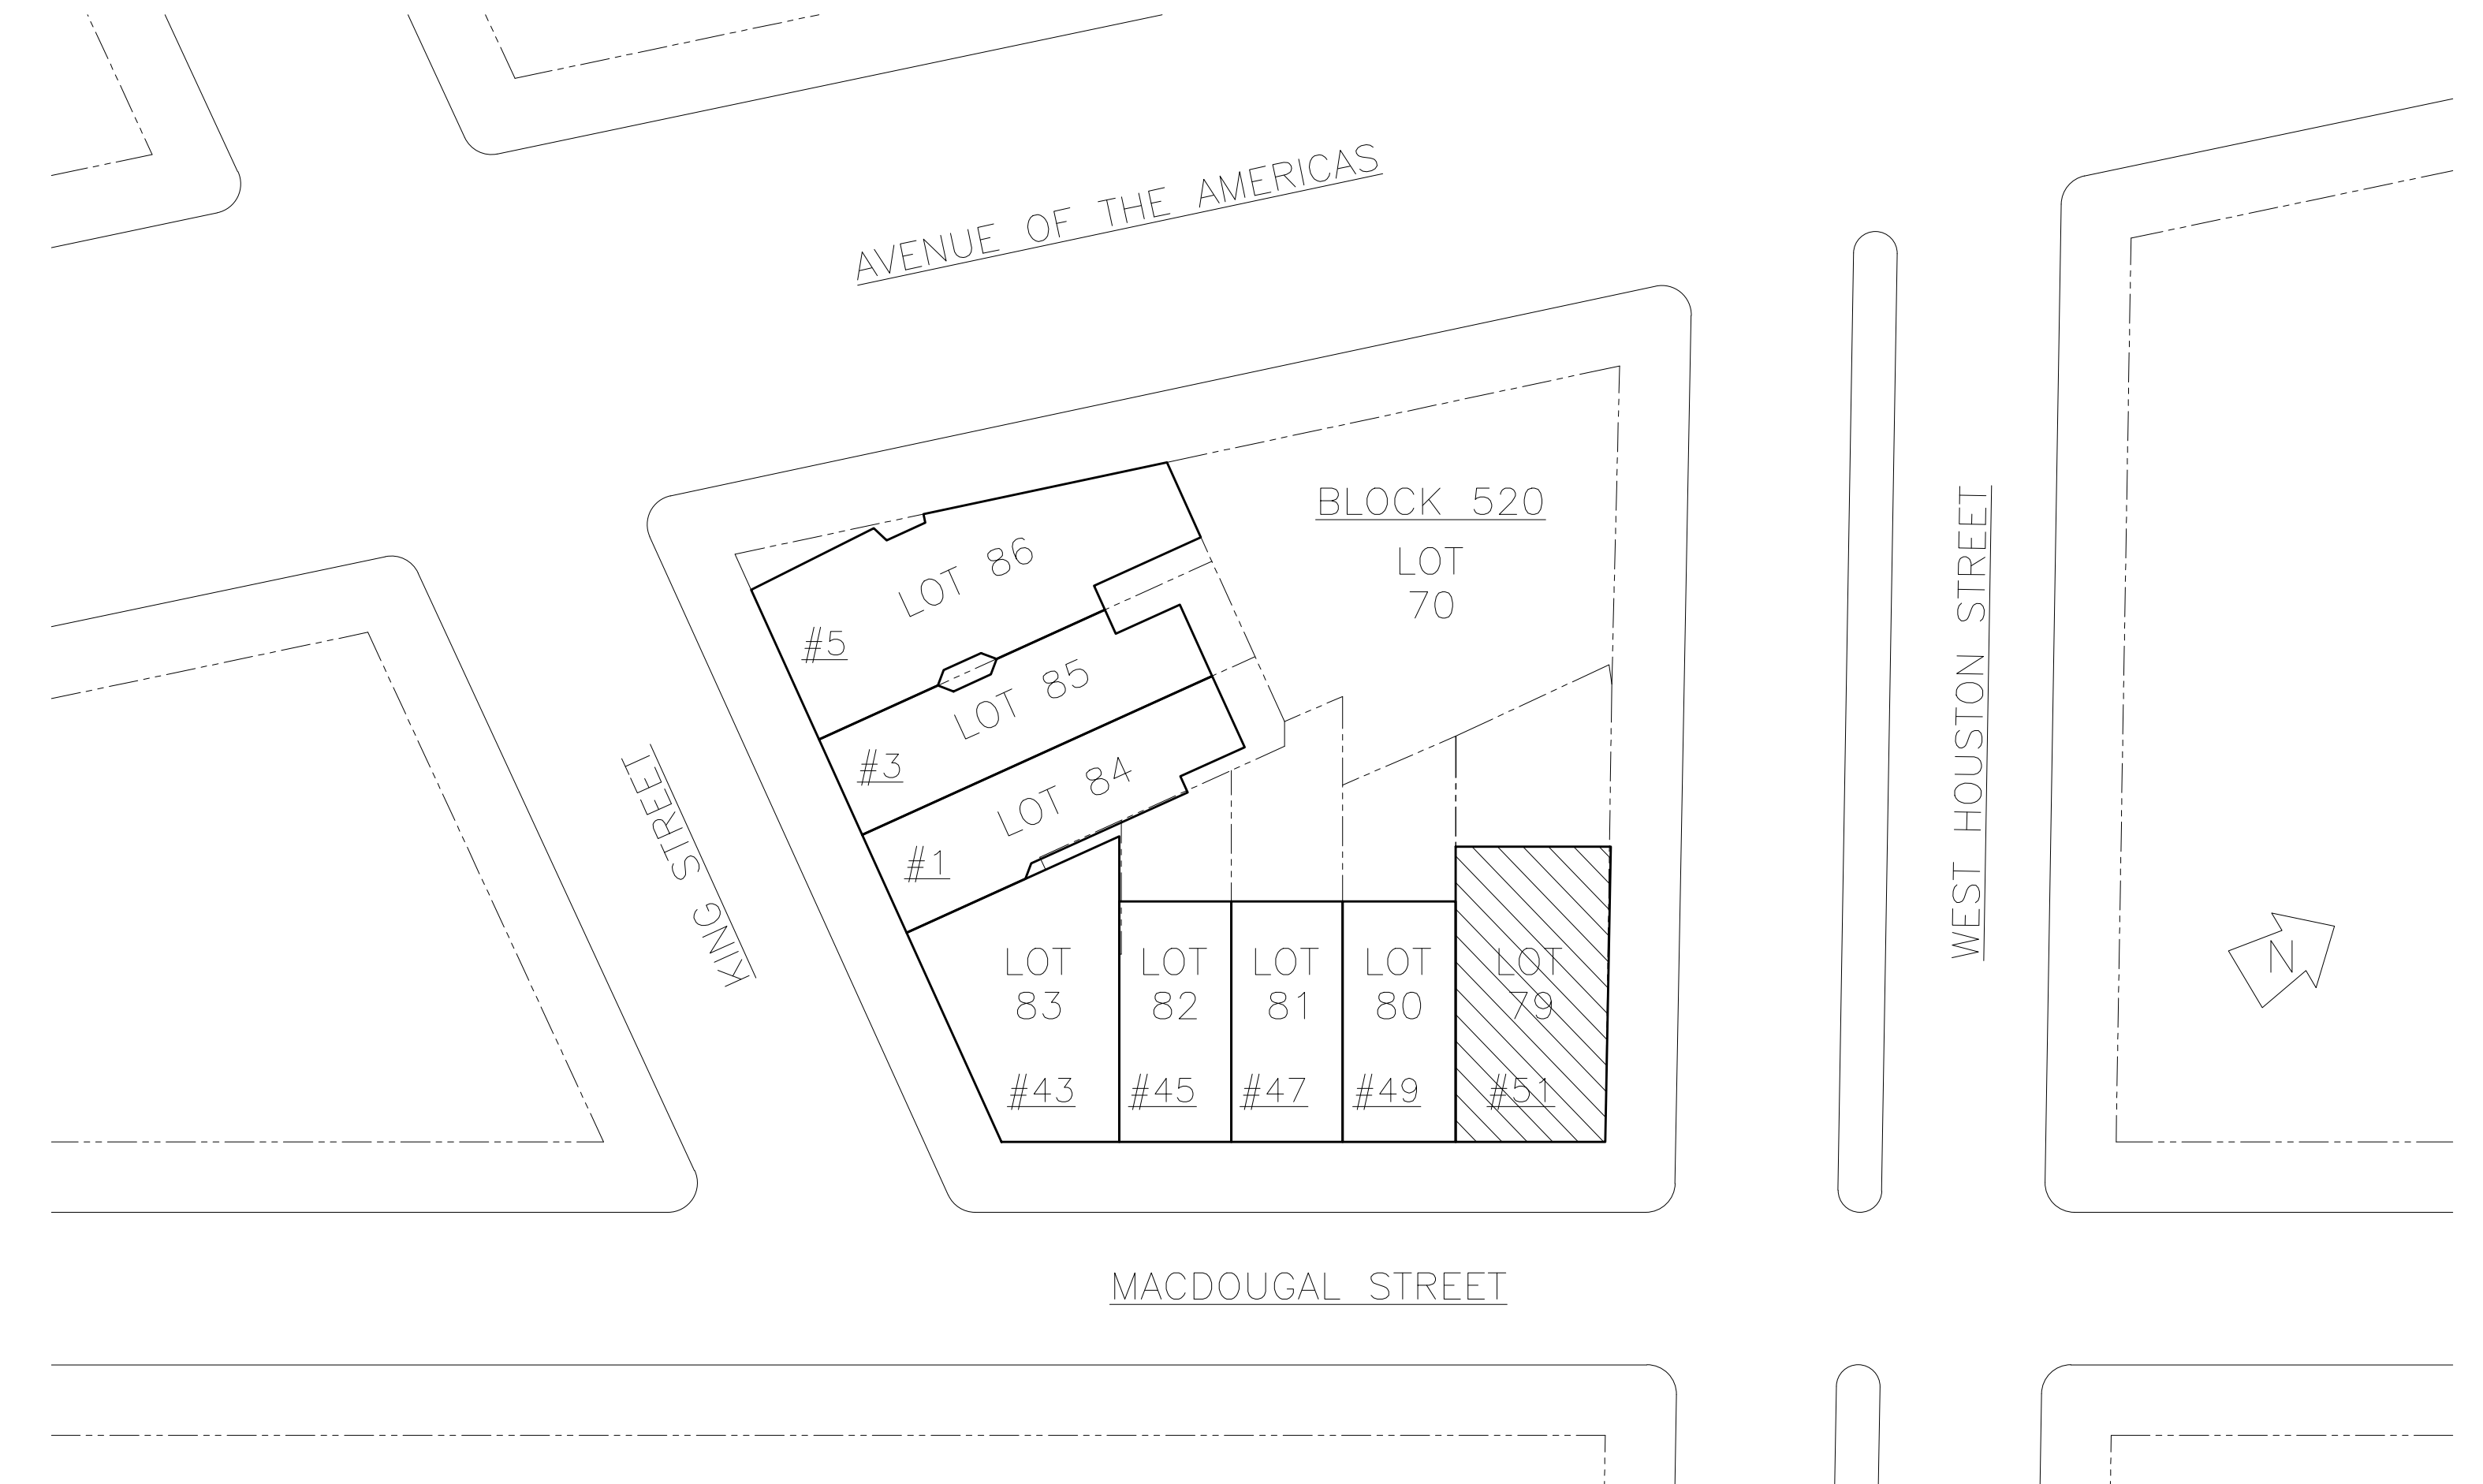 AVENUE OF THE AMERICAS
BLOCK 520
LOT
70
LOT 86
#5
LOT 85
#3
LOT 84
#1
KING STREET
WEST HOUSTON STREET
N
LOT
83
#43
LOT
82
#45
LOT
81
#47
LOT
80
#49
LOT
79
#51
MACDOUGAL STREET